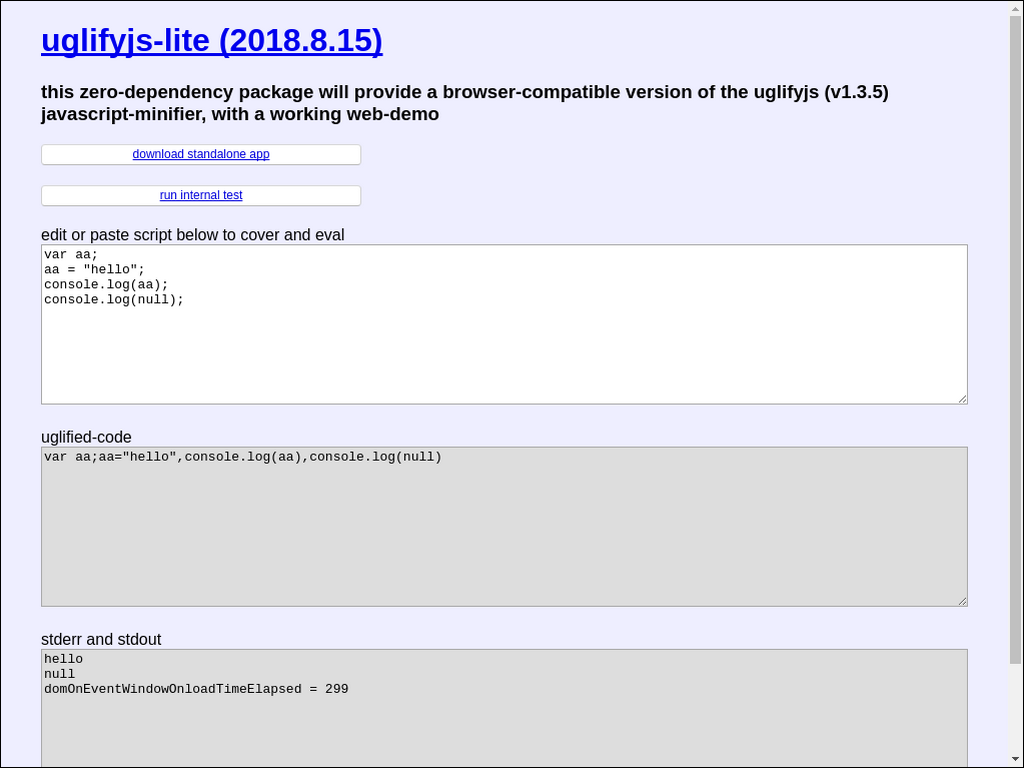 uglifyjs-lite (2018.8.15)
this zero-dependency package will provide a browser-compatible version of the uglifyjs (v1.3.5)
javascript-minifier, with a working web-demo
download standalone app
run internal test
edit or paste script below to cover and eval
var aa;
aa = "hello";
console.log(aa);
console.log(null);
uglified-code
var aa;aa="hello",console.log(aa),console.log(null)
stderr and stdout
hello
null
domOnEventWindowOnloadTimeElapsed = 299